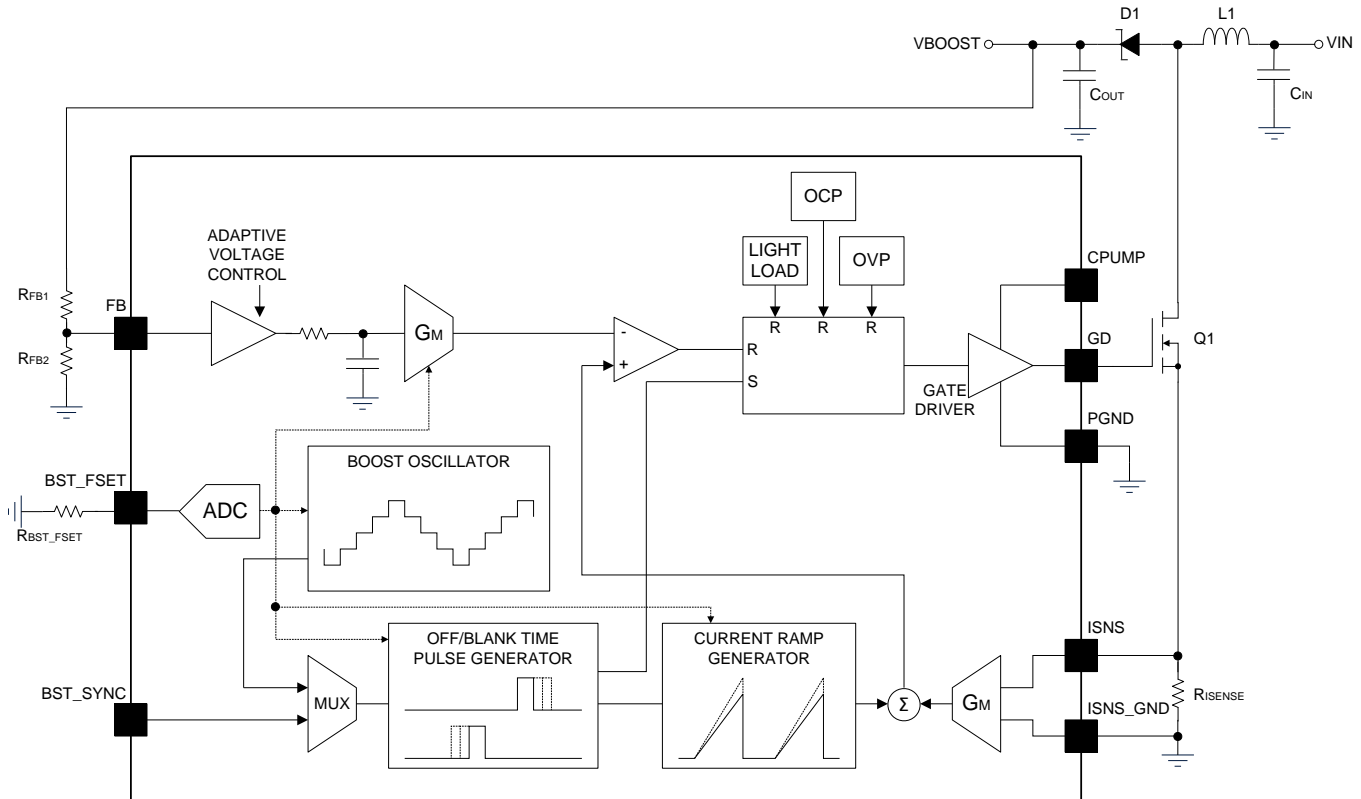 D1
L1
VBOOST
VIN
COUT
CIN
OCP
ADAPTIVE
VOLTAGE
CONTROL
LIGHT
LOAD
OVP
CPUMP
RFB1
FB
R R R
GM
-
+
R
S
GD
Q1
RFB2
GATE
DRIVER
PGND
BST_FSET
BOOST OSCILLATOR
ADC
RBST_FSET
OFF/BLANK TIME
PULSE GENERATOR
CURRENT RAMP
GENERATOR
ISNS
BST_SYNC
MUX
Σ
GM
RISENSE
ISNS_GND